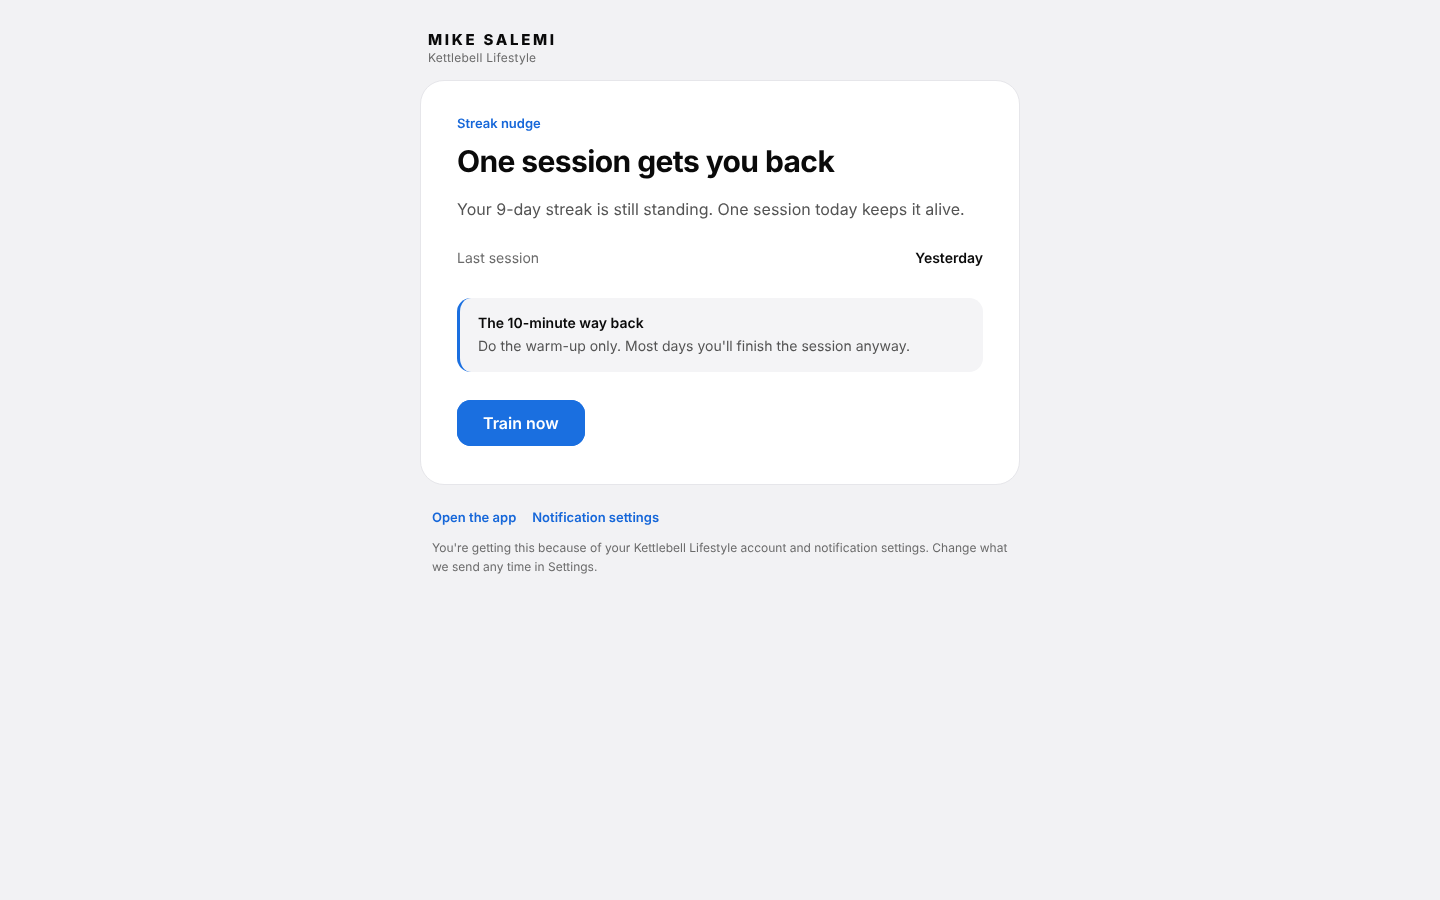 MIKE SALEMI
Kettlebell Lifestyle
Streak nudge
One session gets you back
Your 9-day streak is still standing. One session today keeps it alive.
Last session Yesterday
The 10-minute way back
Do the warm-up only. Most days you'll finish the session anyway.
Train now
Open the app Notification settings
You're getting this because of your Kettlebell Lifestyle account and notification settings. Change what
we send any time in Settings.